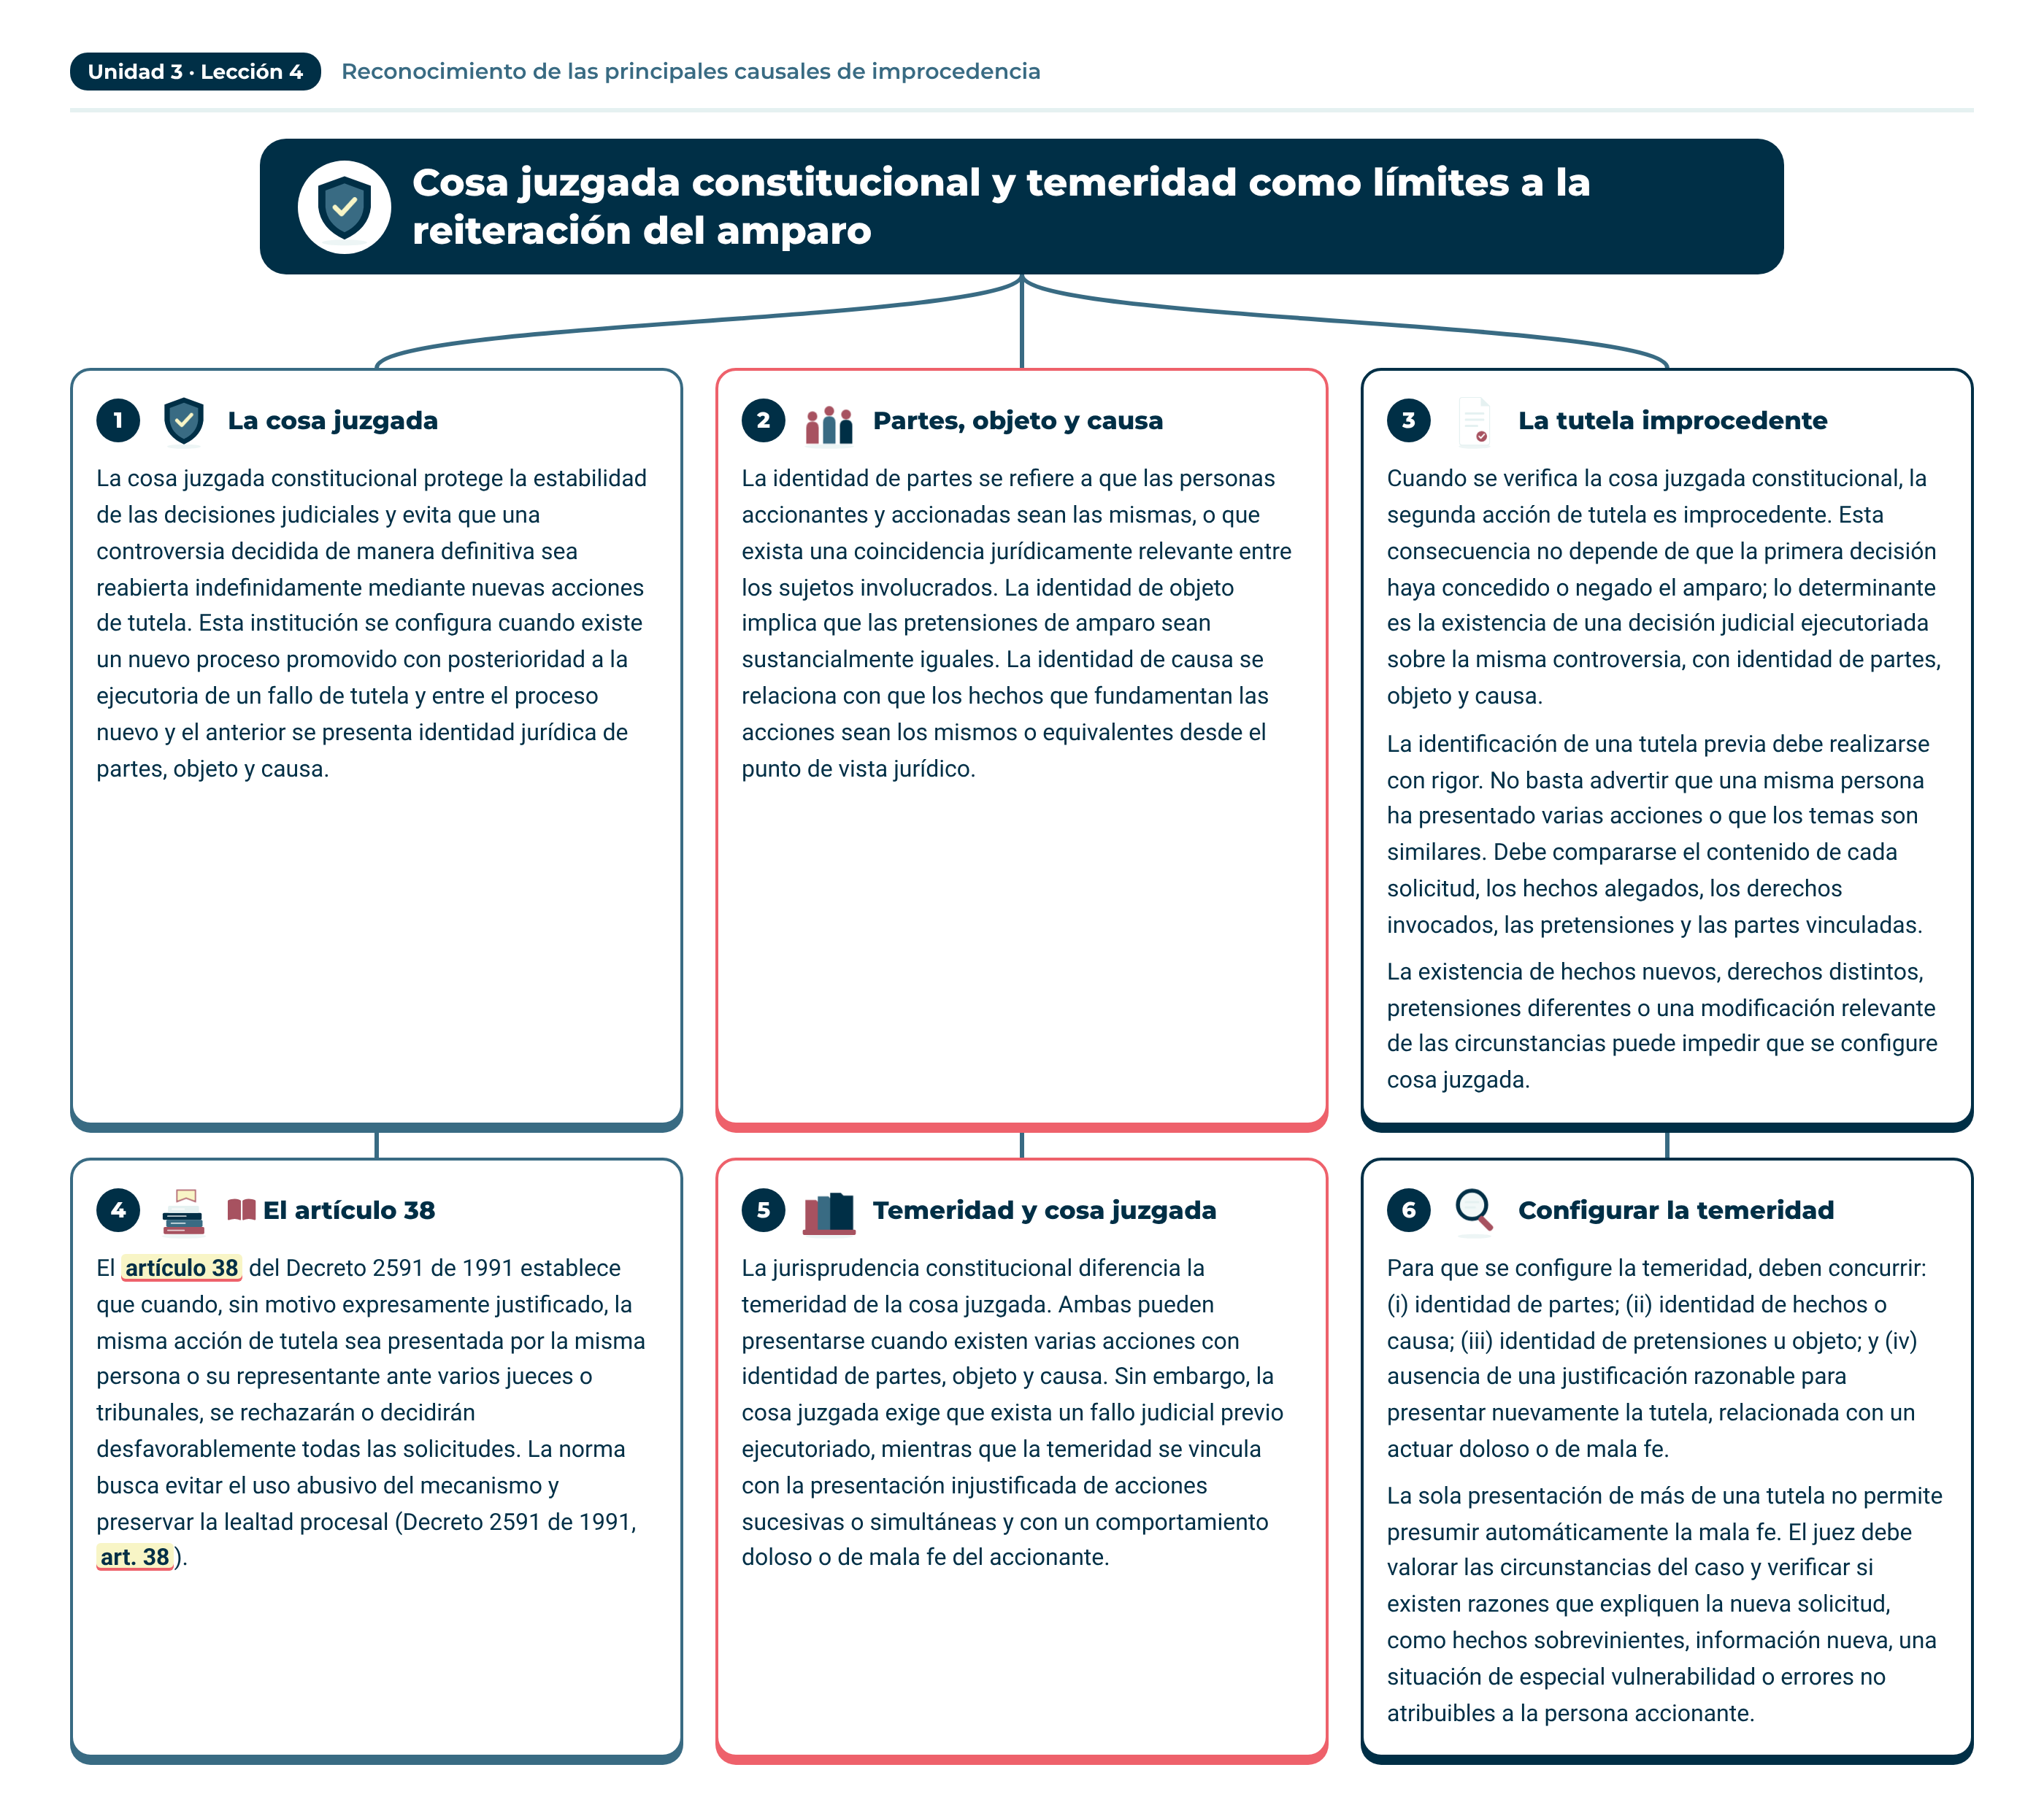 Unidad 3 · Lección 4
Reconocimiento de las principales causales de improcedencia
Cosa juzgada constitucional y temeridad como límites a la
reiteración del amparo
1
La cosa juzgada
La cosa juzgada constitucional protege la estabilidad
de las decisiones judiciales y evita que una
controversia decidida de manera definitiva sea
reabierta indefinidamente mediante nuevas acciones
de tutela. Esta institución se configura cuando existe
un nuevo proceso promovido con posterioridad a la
ejecutoria de un fallo de tutela y entre el proceso
nuevo y el anterior se presenta identidad jurídica de
partes, objeto y causa.
2
Partes, objeto y causa
La identidad de partes se refiere a que las personas
accionantes y accionadas sean las mismas, o que
exista una coincidencia jurídicamente relevante entre
los sujetos involucrados. La identidad de objeto
implica que las pretensiones de amparo sean
sustancialmente iguales. La identidad de causa se
relaciona con que los hechos que fundamentan las
acciones sean los mismos o equivalentes desde el
punto de vista jurídico.
3
La tutela improcedente
Cuando se verifica la cosa juzgada constitucional, la
segunda acción de tutela es improcedente. Esta
consecuencia no depende de que la primera decisión
haya concedido o negado el amparo; lo determinante
es la existencia de una decisión judicial ejecutoriada
sobre la misma controversia, con identidad de partes,
objeto y causa.
La identificación de una tutela previa debe realizarse
con rigor. No basta advertir que una misma persona
ha presentado varias acciones o que los temas son
similares. Debe compararse el contenido de cada
solicitud, los hechos alegados, los derechos
invocados, las pretensiones y las partes vinculadas.
La existencia de hechos nuevos, derechos distintos,
pretensiones diferentes o una modificación relevante
de las circunstancias puede impedir que se configure
cosa juzgada.
4
El artículo 38
El artículo 38 del Decreto 2591 de 1991 establece
que cuando, sin motivo expresamente justificado, la
misma acción de tutela sea presentada por la misma
persona o su representante ante varios jueces o
tribunales, se rechazarán o decidirán
desfavorablemente todas las solicitudes. La norma
busca evitar el uso abusivo del mecanismo y
preservar la lealtad procesal (Decreto 2591 de 1991,
art. 38).
5
Temeridad y cosa juzgada
La jurisprudencia constitucional diferencia la
temeridad de la cosa juzgada. Ambas pueden
presentarse cuando existen varias acciones con
identidad de partes, objeto y causa. Sin embargo, la
cosa juzgada exige que exista un fallo judicial previo
ejecutoriado, mientras que la temeridad se vincula
con la presentación injustificada de acciones
sucesivas o simultáneas y con un comportamiento
doloso o de mala fe del accionante.
6
Configurar la temeridad
Para que se configure la temeridad, deben concurrir:
(i) identidad de partes; (ii) identidad de hechos o
causa; (iii) identidad de pretensiones u objeto; y (iv)
ausencia de una justificación razonable para
presentar nuevamente la tutela, relacionada con un
actuar doloso o de mala fe.
La sola presentación de más de una tutela no permite
presumir automáticamente la mala fe. El juez debe
valorar las circunstancias del caso y verificar si
existen razones que expliquen la nueva solicitud,
como hechos sobrevinientes, información nueva, una
situación de especial vulnerabilidad o errores no
atribuibles a la persona accionante.